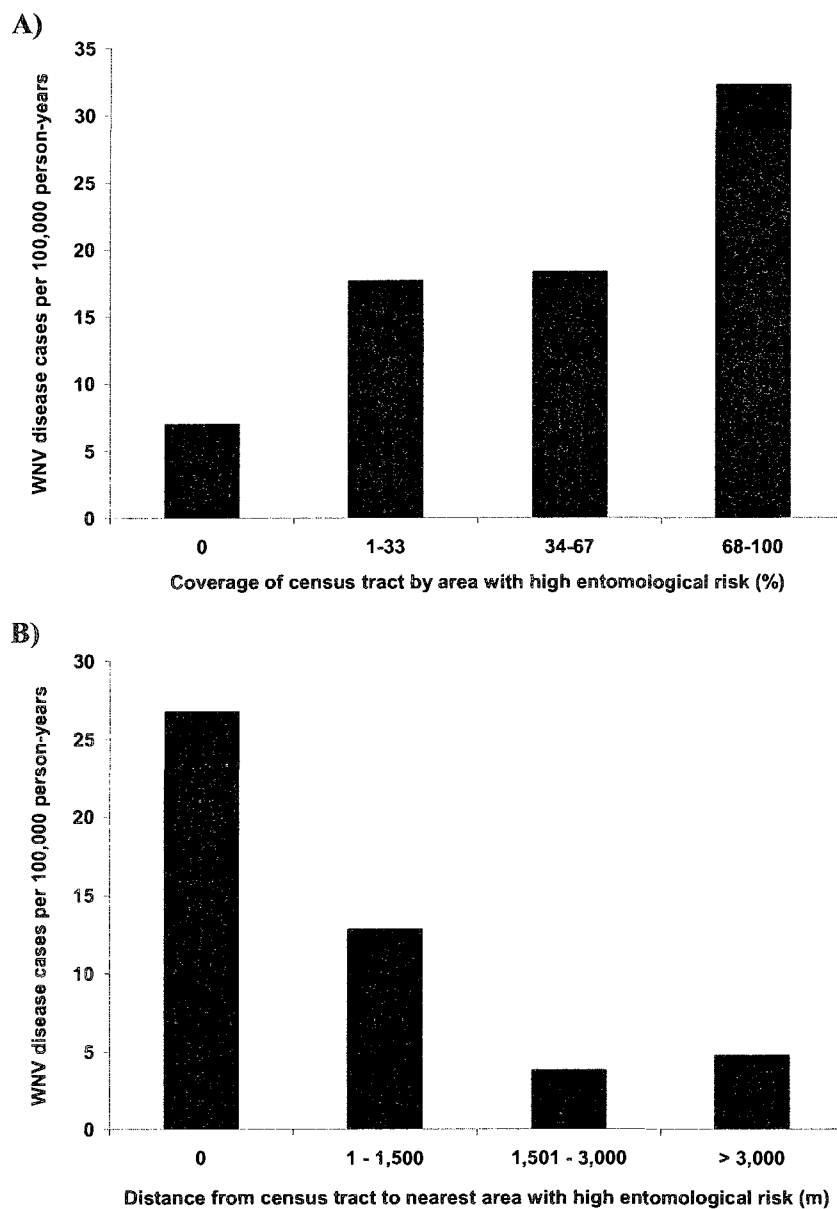 A)
35
30
25
20
15
10
5
0
WNV disease cases per 100,000 person-years
0 1-33 34-67 68-100
Coverage of census tract by area with high entomological risk (%)
B)
30
25
20
15
10
5
0
WNV disease cases per 100,000 person-years
0 1 - 1,500 1,501 - 3,000 > 3,000
Distance from census tract to nearest area with high entomological risk (m)